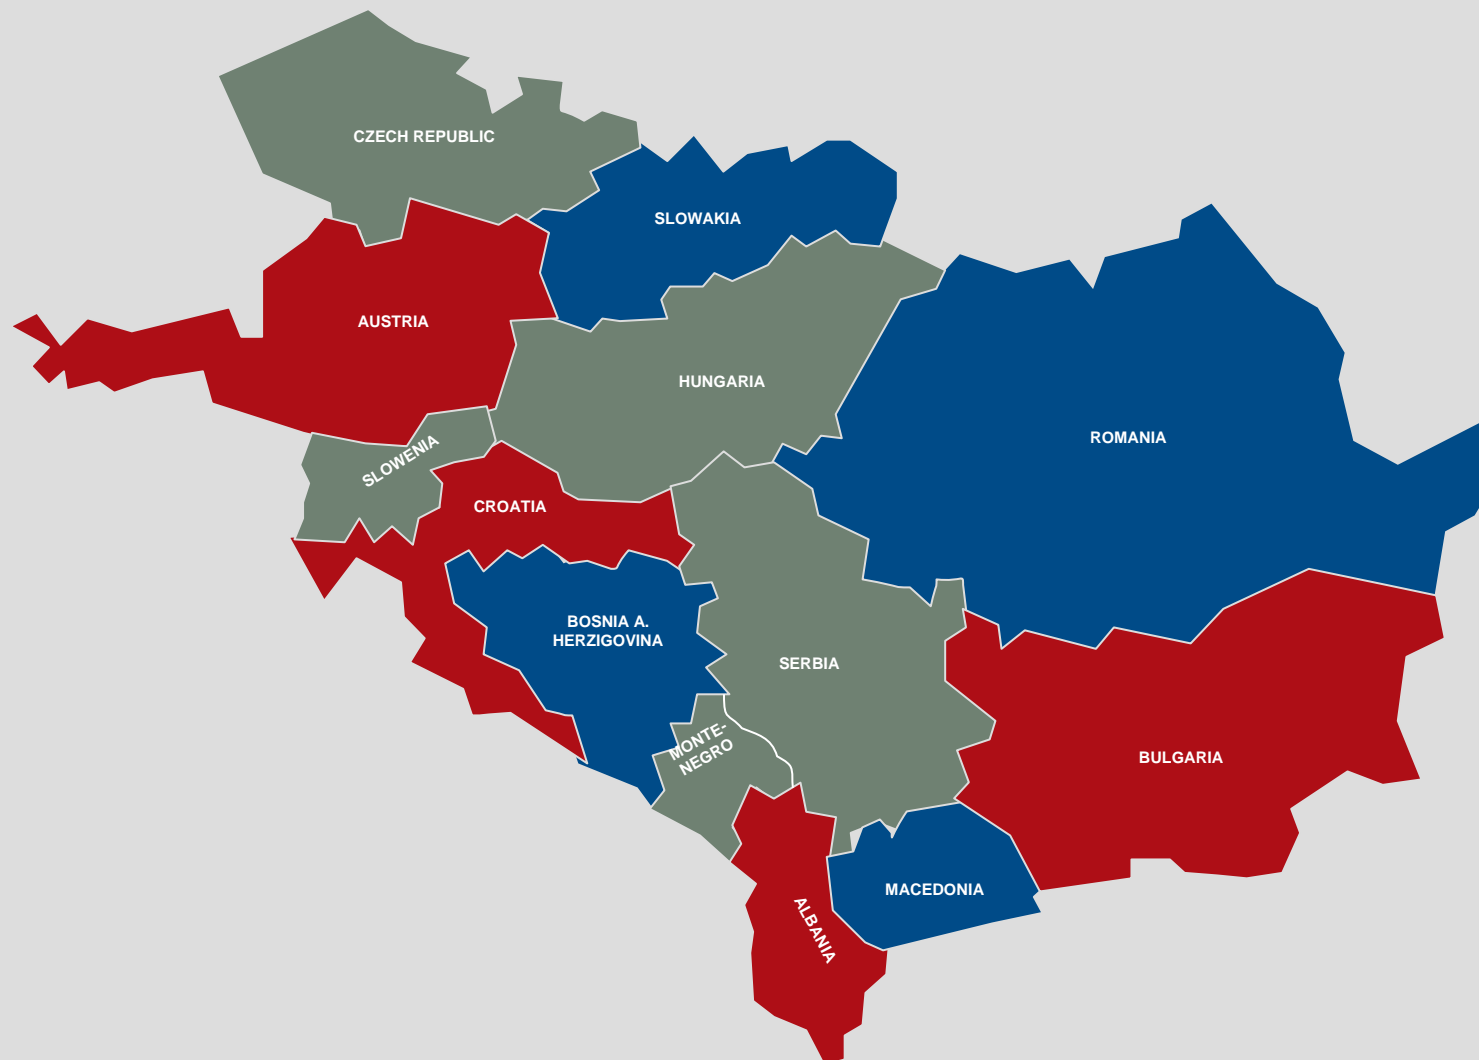 CZECH REPUBLIC
SLOWAKIA
AUSTRIA
HUNGARIA
ROMANIA
SLOWENIA
CROATIA
BOSNIA A.
HERZIGOVINA
SERBIA
MONTE-
NEGRO
BULGARIA
MACEDONIA
ALBANIA